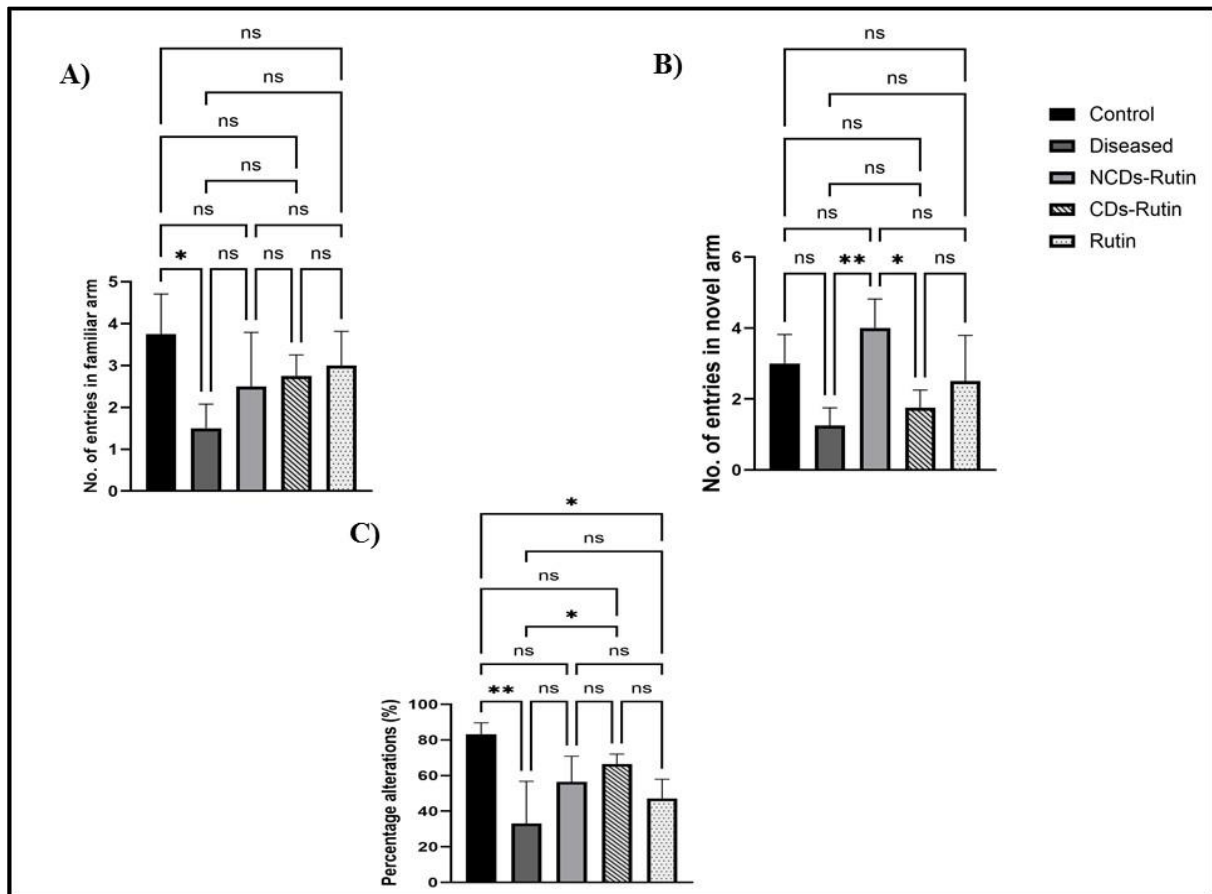 A)
ns
ns
ns
ns
ns ns
* ns ns ns
No. of entries in familiar arm
5
4
3
2
1
0
B)
ns
ns
ns
ns
ns ns
ns ** * ns
No. of entries in novel arm
6
4
2
0
Control
Diseased
NCDs-Rutin
CDs-Rutin
Rutin
C)
*
ns
ns
*
ns ns
** ns ns ns
Percentage alterations (%)
100
80
60
40
20
0